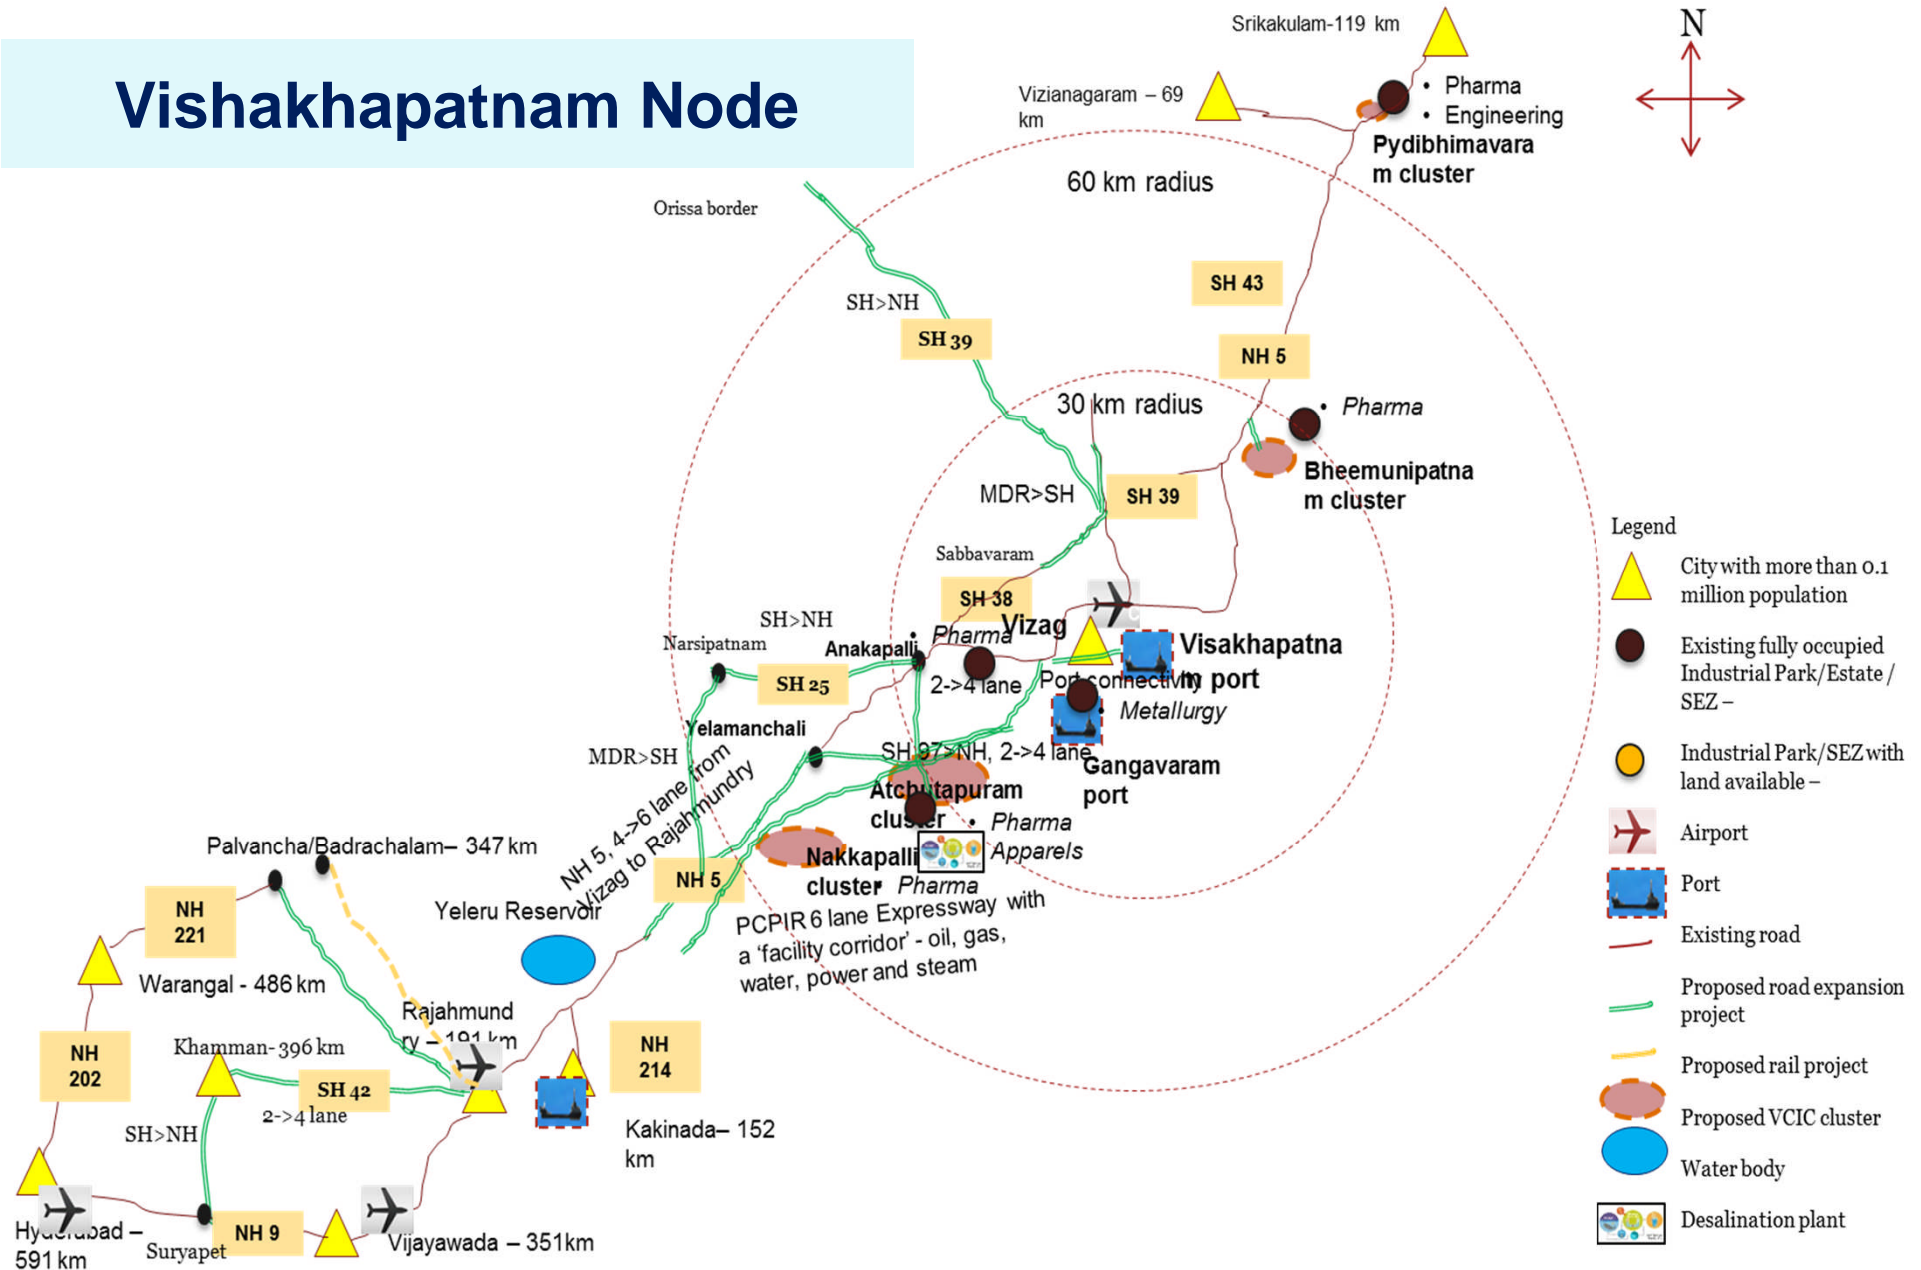 Vishakhapatnam Node
Srikakulam-119 km
N
Vizianagaram – 69
km
• Pharma
• Engineering
Pydibhimavara
m cluster
60 km radius
Orissa border
SH 43
SH>NH
SH 39
NH 5
30 km radius
• Pharma
Bheemunipatna
m cluster
MDR>SH
SH 39
Sabbavaram
SH 38
SH>NH
Vizag
• Pharma
Narsipatnam
Anakapalli
Visakhapatna
m port
SH 25
2->4 lane
Port connectivity
• Metallurgy
Yelamanchali
MDR>SH
SH 97>NH, 2->4 lane
Gangavaram
port
NH 5, 4->6 lane from
Vizag to Rajahmundry
Atchutapuram
cluster
• Pharma
Apparels
Nakkapalli
cluster
• Pharma
NH 5
PCPIR 6 lane Expressway with
a ‘facility corridor’ - oil, gas,
water, power and steam
Palvancha/Badrachalam– 347 km
NH
221
Yeleru Reservoir
Warangal - 486 km
Rajahmund
ry – 191 km
NH
202
Khamman- 396 km
SH 42
2->4 lane
NH
214
SH>NH
Kakinada– 152
km
Hyderabad –
591 km
Suryapet
NH 9
Vijayawada – 351km
Legend
City with more than 0.1
million population
Existing fully occupied
Industrial Park/Estate /
SEZ –
Industrial Park/SEZ with
land available –
Airport
Port
Existing road
Proposed road expansion
project
Proposed rail project
Proposed VCIC cluster
Water body
Desalination plant